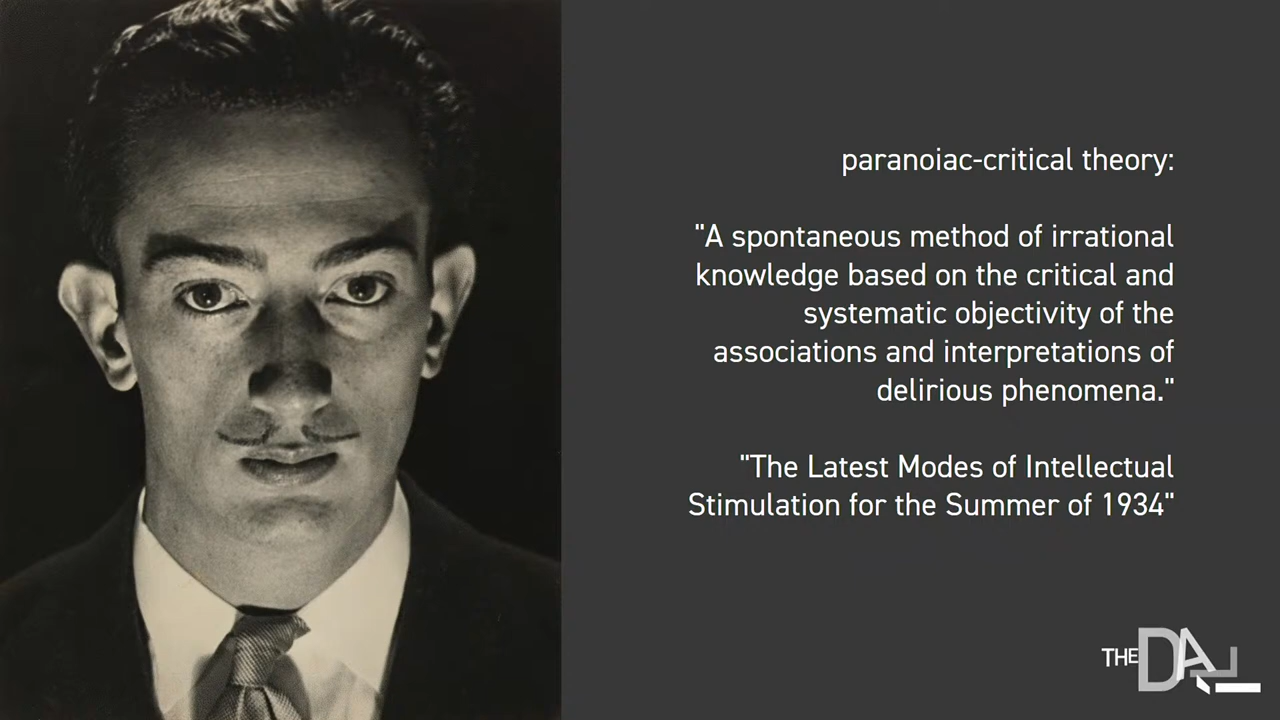 paranoiac-critical theory:
"A spontaneous method of irrational
knowledge based on the critical and
systematic objectivity of the
associations and interpretations of
delirious phenomena."
"The Latest Modes of Intellectual
Stimulation for the Summer of 1934"
THE DALI